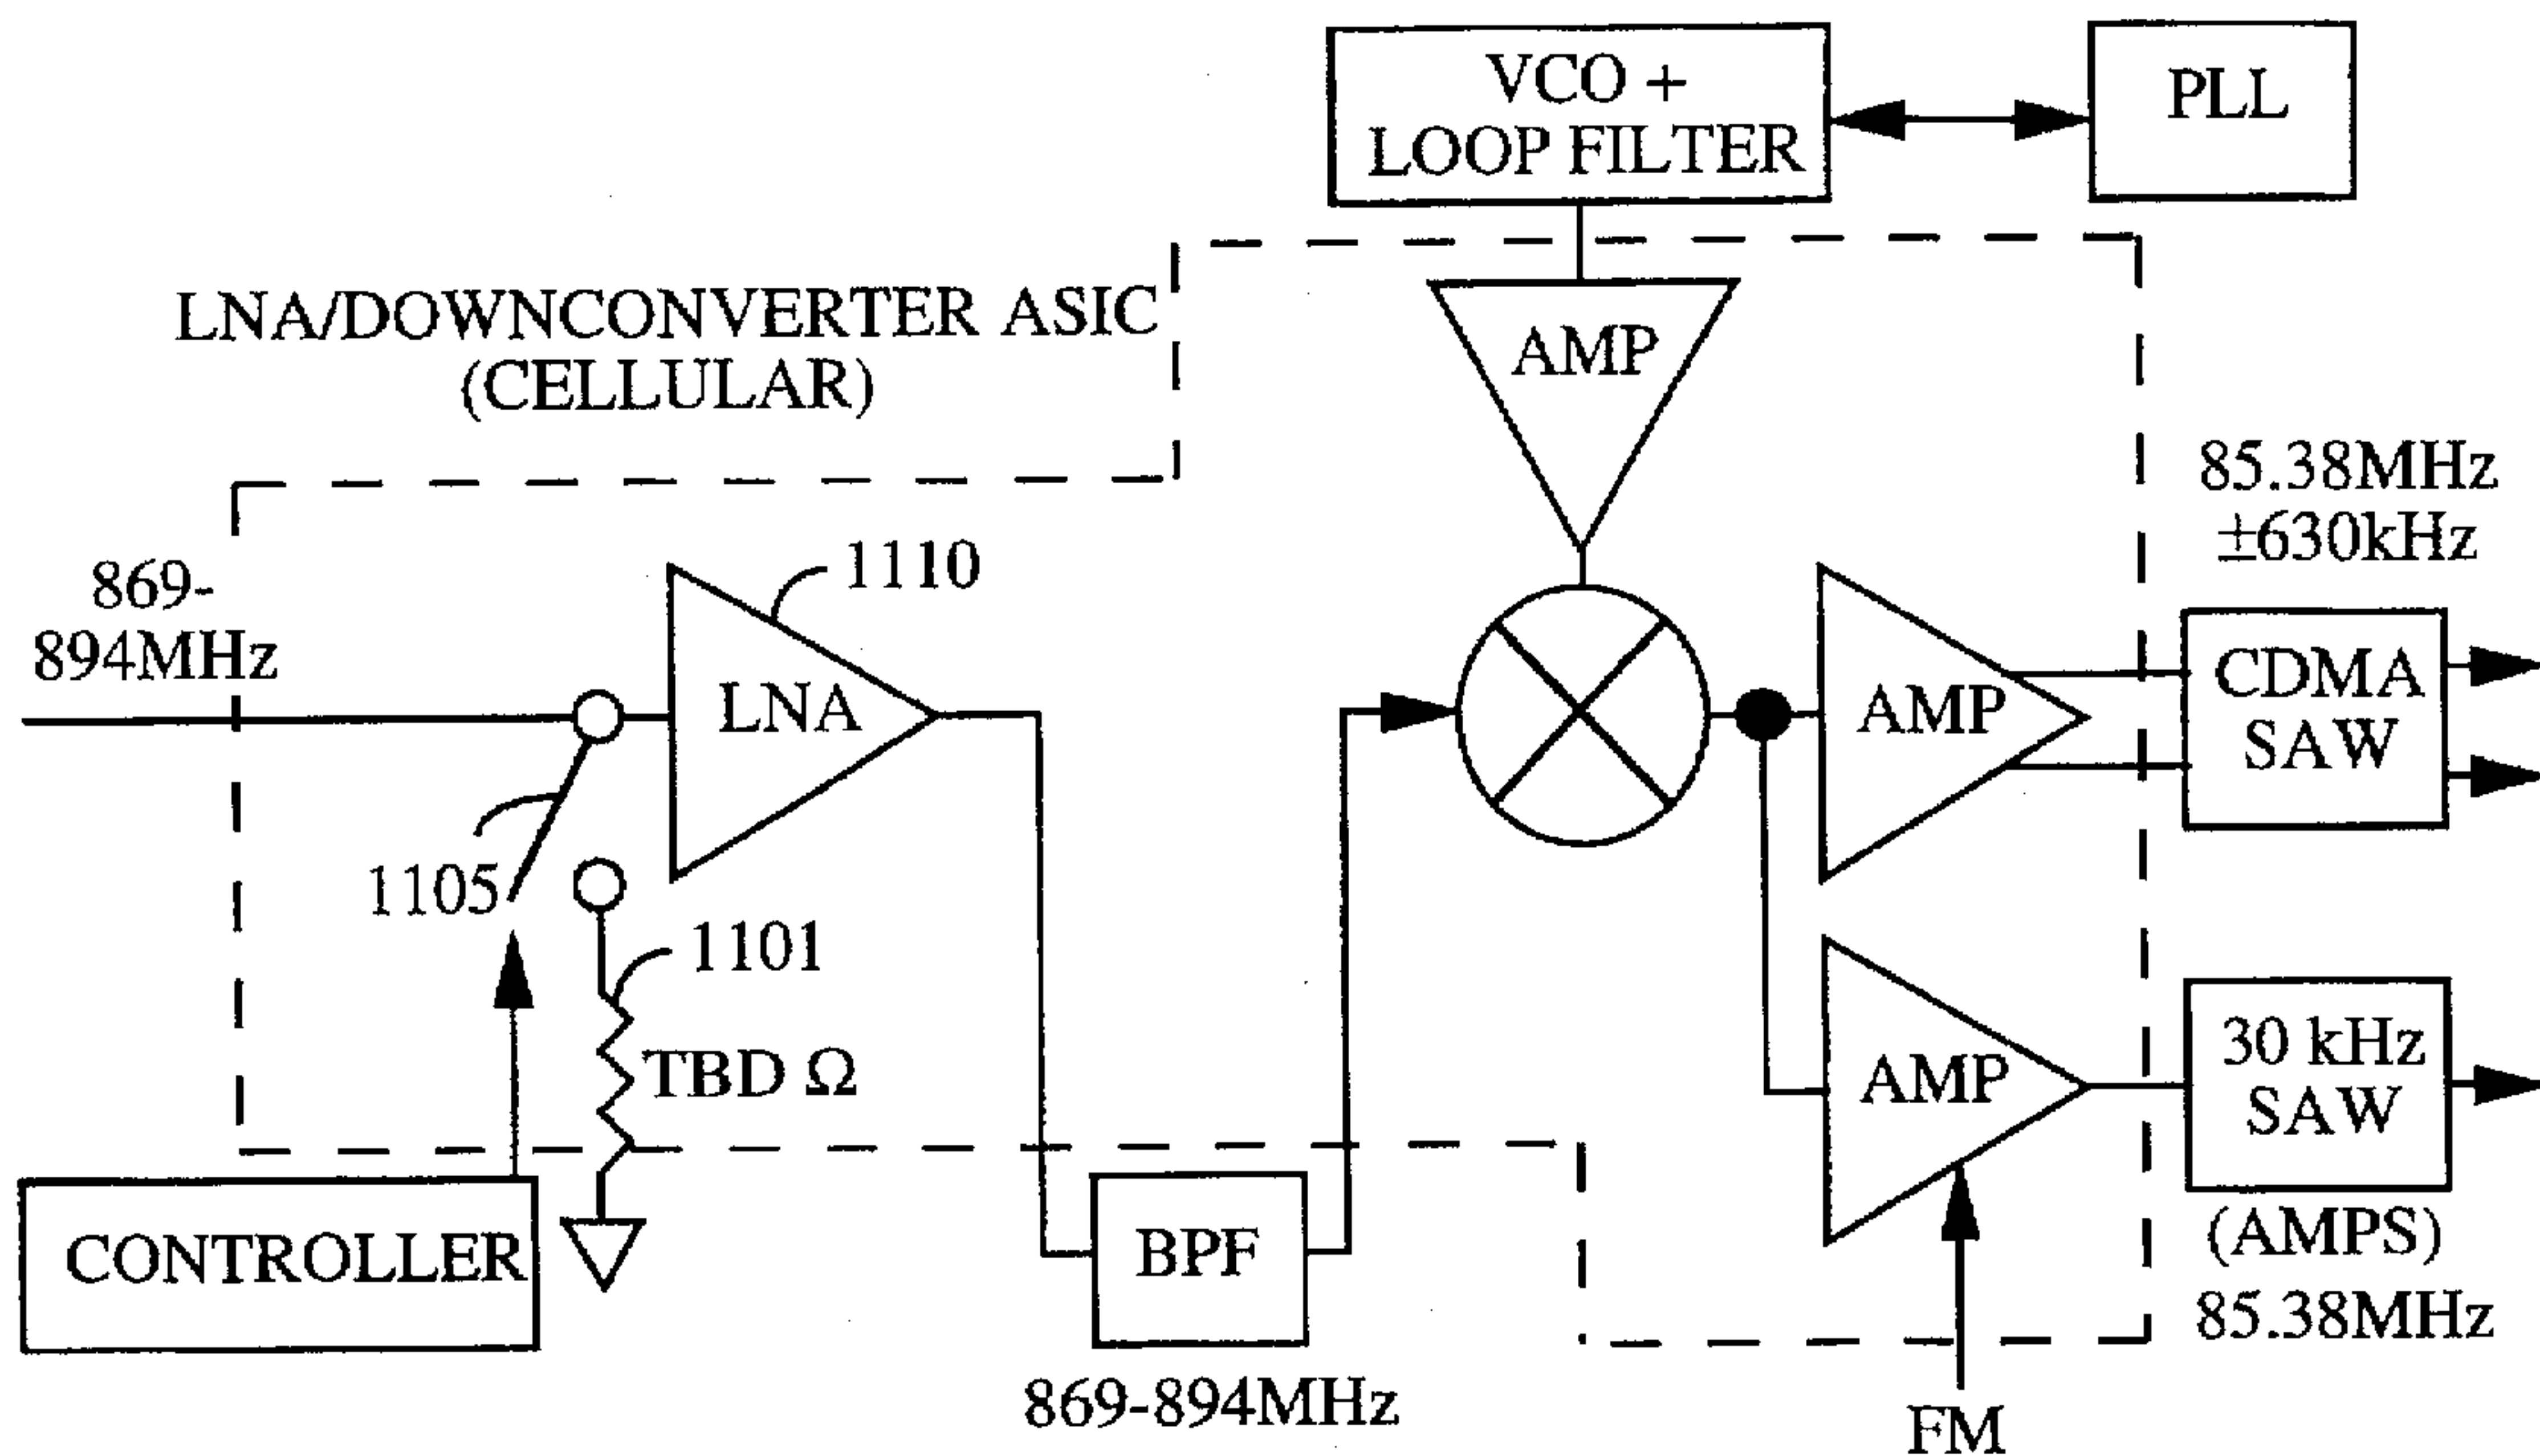 VCO +
LOOP FILTER
PLL
LNA/DOWNCONVERTER ASIC
(CELLULAR)
AMP
85.38MHz
±630kHz
869-
894MHz
1110
LNA
AMP
CDMA
SAW
1105
1101
TBD Ω
AMP
30 kHz
SAW
CONTROLLER
BPF
(AMPS)
85.38MHz
869-894MHz
FM